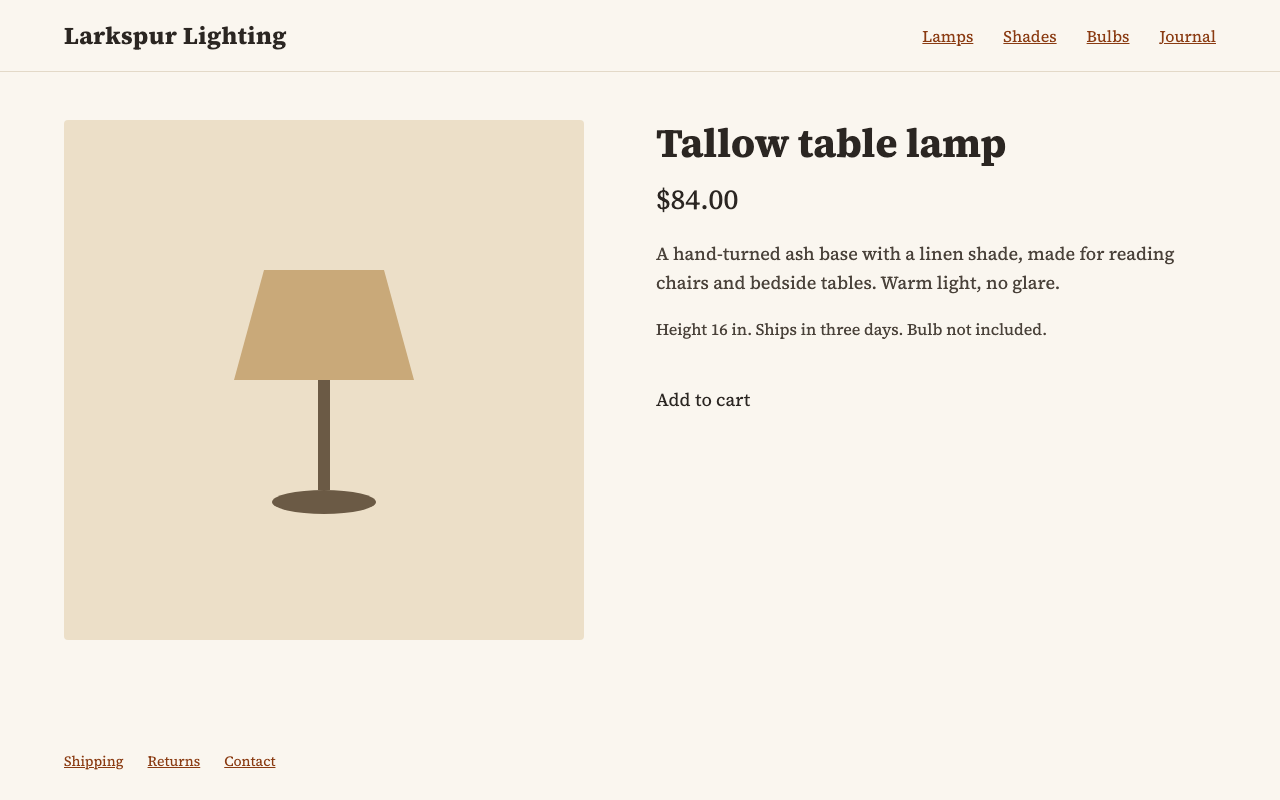 Larkspur Lighting
Lamps Shades Bulbs Journal
Tallow table lamp
$84.00
A hand-turned ash base with a linen shade, made for reading
chairs and bedside tables. Warm light, no glare.
Height 16 in. Ships in three days. Bulb not included.
Add to cart
Shipping Returns Contact